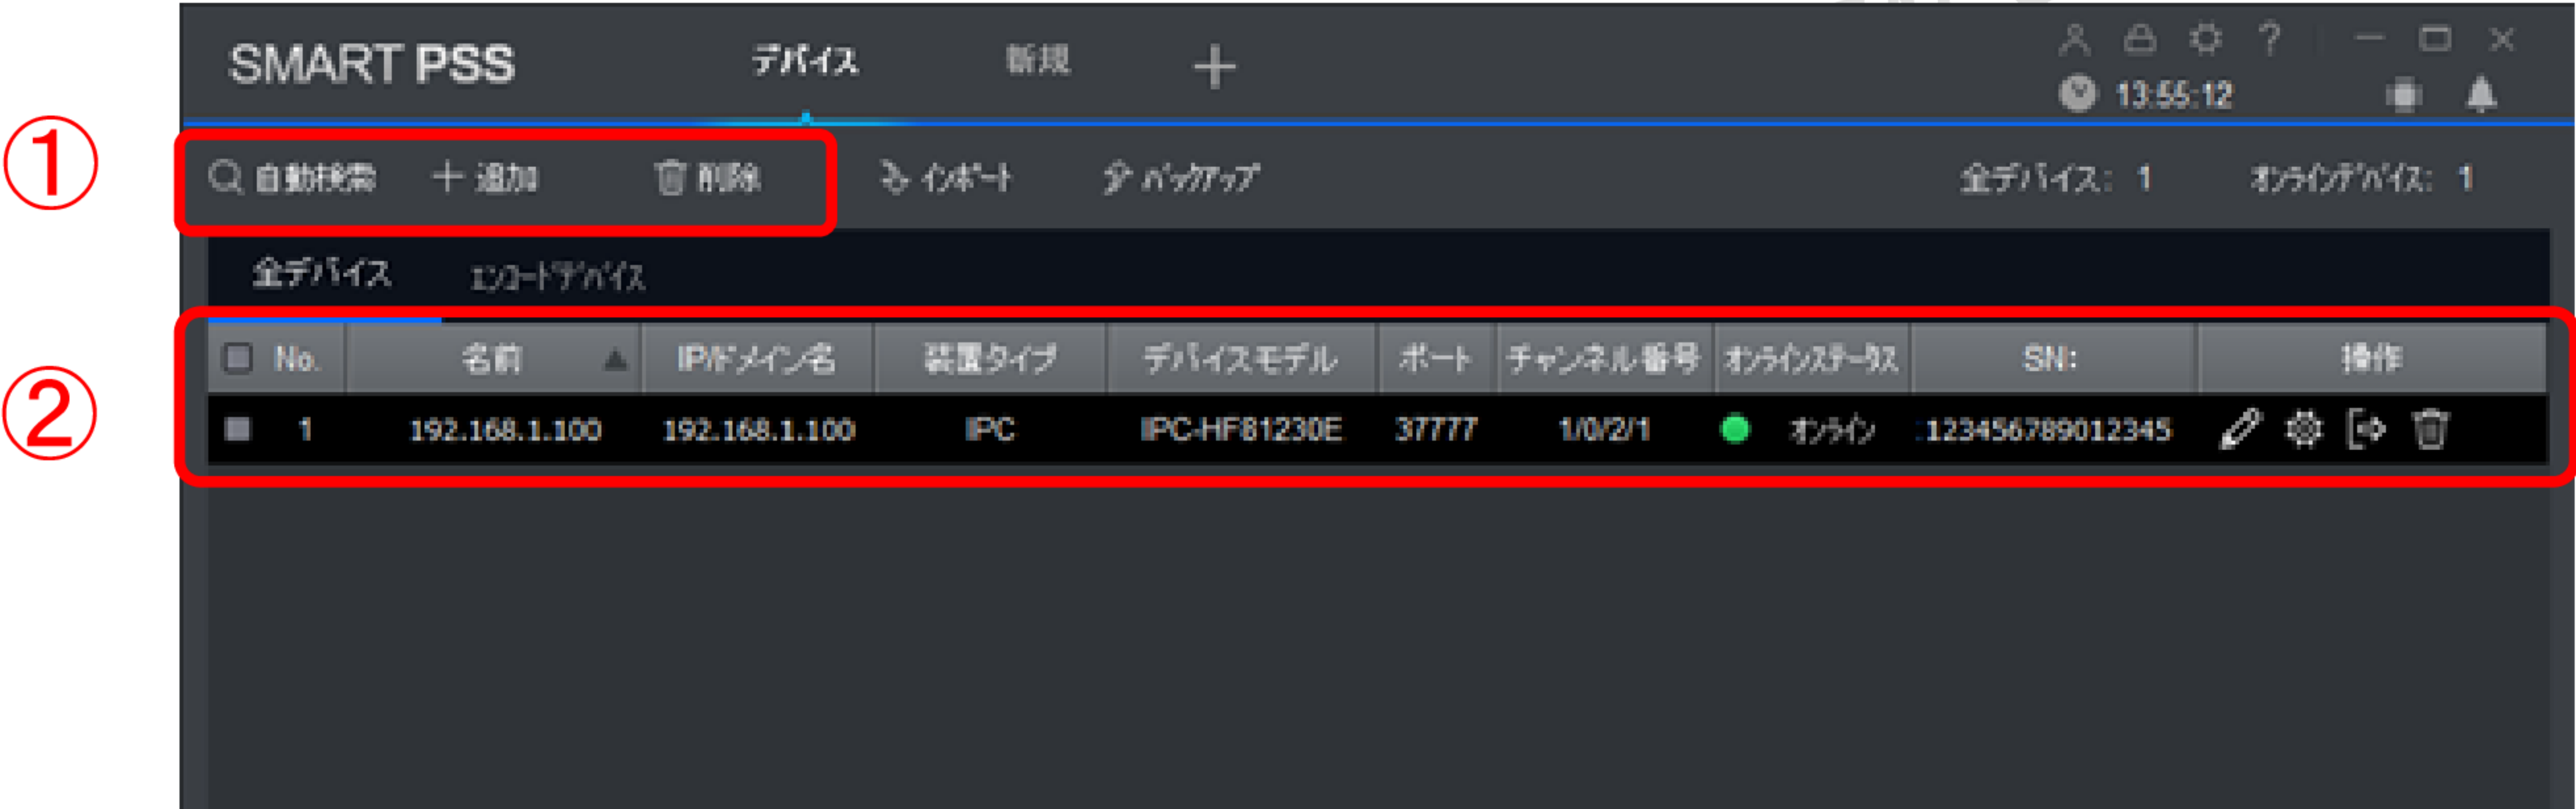 SMART PSS デバイス 新規 ?
13:55:12
①
自動検索 追加 削除 インポート バックアップ 全デバイス: 1 オンラインデバイス: 1
全デバイス エンコードデバイス
②
No. 名前 IP/ドメイン名 装置タイプ デバイスモデル ポート チャンネル番号 オンラインステータス SN: 操作
1 192.168.1.100 192.168.1.100 IPC IPC-HF81230E 37777 1/0/2/1 オンライン 123456789012345